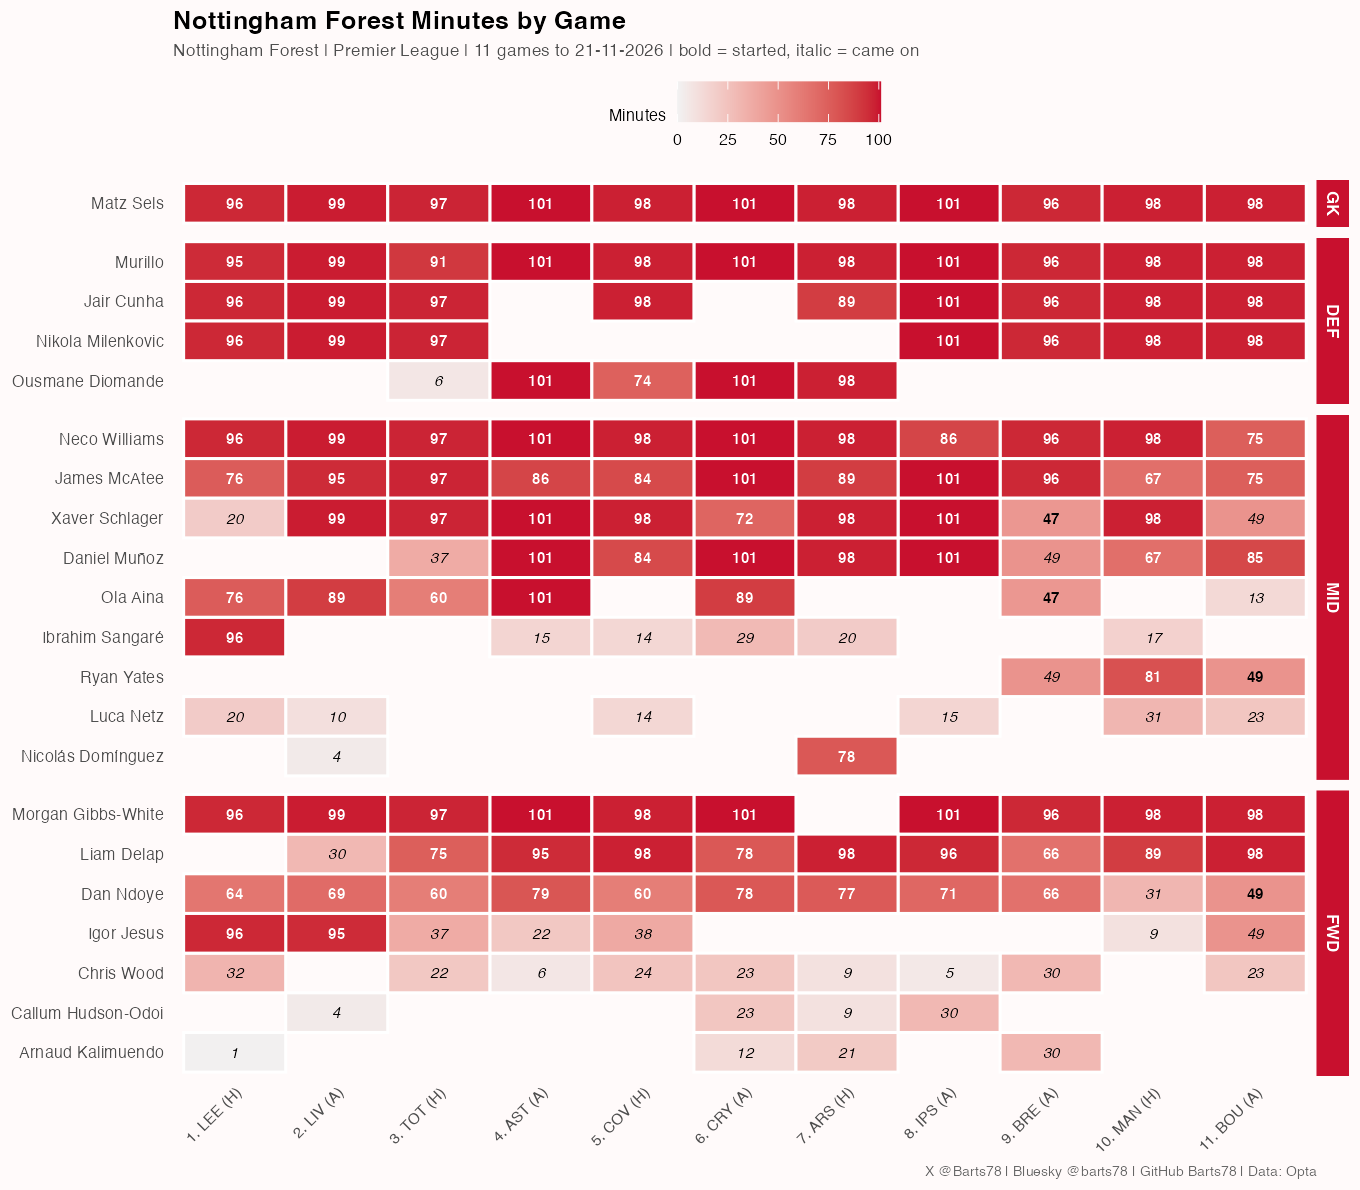 Nottingham Forest Minutes by Game
Nottingham Forest | Premier League | 11 games to 21-11-2026 | bold = started, italic = came on
Minutes
0 25 50 75 100
Matz Sels 96 99 97 101 98 101 98 101 96 98 98
GK
Murillo 95 99 91 101 98 101 98 101 96 98 98
Jair Cunha 96 99 97 98 89 101 96 98 98
Nikola Milenkovic 96 99 97 101 96 98 98
Ousmane Diomande 6 101 74 101 98
DEF
Neco Williams 96 99 97 101 98 101 98 86 96 98 75
James McAtee 76 95 97 86 84 101 89 101 96 67 75
Xaver Schlager 20 99 97 101 98 72 98 101 47 98 49
Daniel Muñoz 37 101 84 101 98 101 49 67 85
Ola Aina 76 89 60 101 89 47 13
Ibrahim Sangaré 96 15 14 29 20 17
Ryan Yates 49 81 49
Luca Netz 20 10 14 15 31 23
Nicolás Domínguez 4 78
MID
Morgan Gibbs-White 96 99 97 101 98 101 101 96 98 98
Liam Delap 30 75 95 98 78 98 96 66 89 98
Dan Ndoye 64 69 60 79 60 78 77 71 66 31 49
Igor Jesus 96 95 37 22 38 9 49
Chris Wood 32 22 6 24 23 9 5 30 23
Callum Hudson-Odoi 4 23 9 30
Arnaud Kalimuendo 1 12 21 30
FWD
1. LEE (H) 2. LIV (A) 3. TOT (H) 4. AST (A) 5. COV (H) 6. CRY (A) 7. ARS (H) 8. IPS (A) 9. BRE (A) 10. MAN (H) 11. BOU (A)
X @Barts78 | Bluesky @barts78 | GitHub Barts78 | Data: Opta